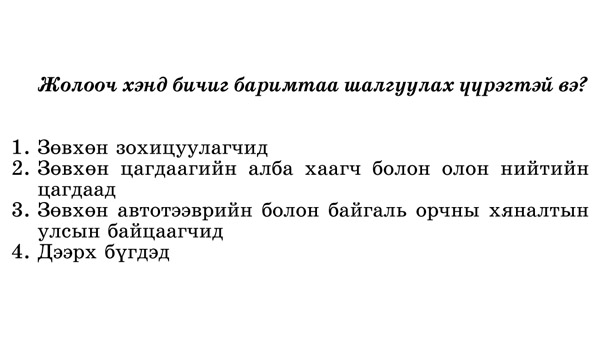 Жолооч хэнд бичиг баримтаа шалгуулах үүрэгтэй вэ?
1. Зөвхөн зохицуулагчид
2. Зөвхөн цагдаагийн алба хаагч болон олон нийтийн
цагдаад
3. Зөвхөн автотээврийн болон байгаль орчны хяналтын
улсын байцаагчид
4. Дээрх бүгдэд